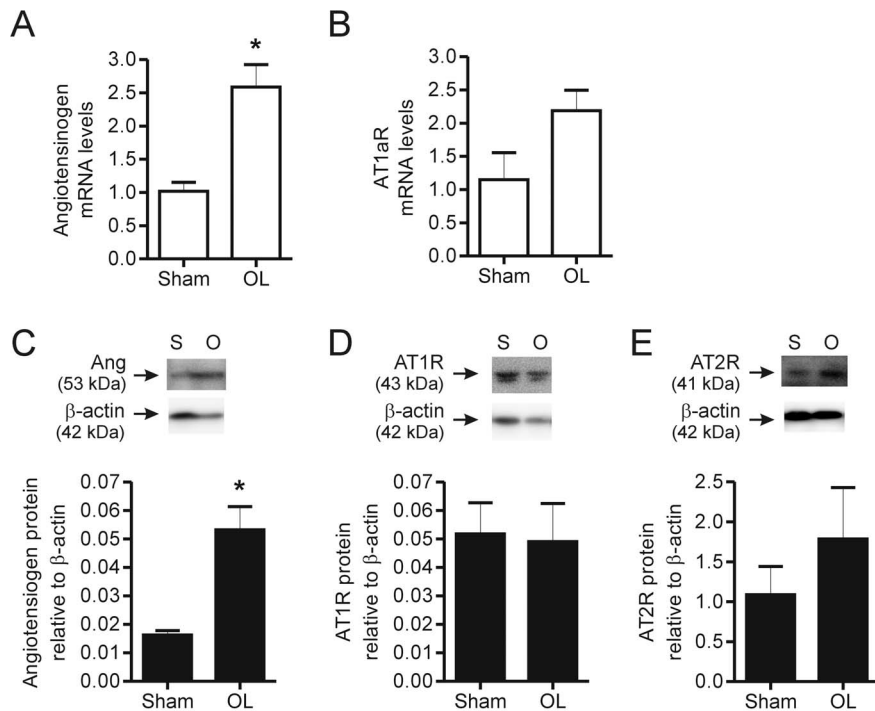 A
Angiotensinogen
mRNA levels
3.0
2.5
2.0
1.5
1.0
0.5
0.0
*
Sham
OL
B
AT1aR
mRNA levels
3.0
2.5
2.0
1.5
1.0
0.5
0.0
Sham
OL
C
S O
Ang
(53 kDa)
β-actin
(42 kDa)
Angiotensiogen protein
relative to β-actin
0.07
0.06
0.05
0.04
0.03
0.02
0.01
0.00
*
Sham
OL
D
S O
AT1R
(43 kDa)
β-actin
(42 kDa)
AT1R protein
relative to β-actin
0.07
0.06
0.05
0.04
0.03
0.02
0.01
0.00
Sham
OL
E
S O
AT2R
(41 kDa)
β-actin
(42 kDa)
AT2R protein
relative to β-actin
2.5
2.0
1.5
1.0
0.5
0.0
Sham
OL